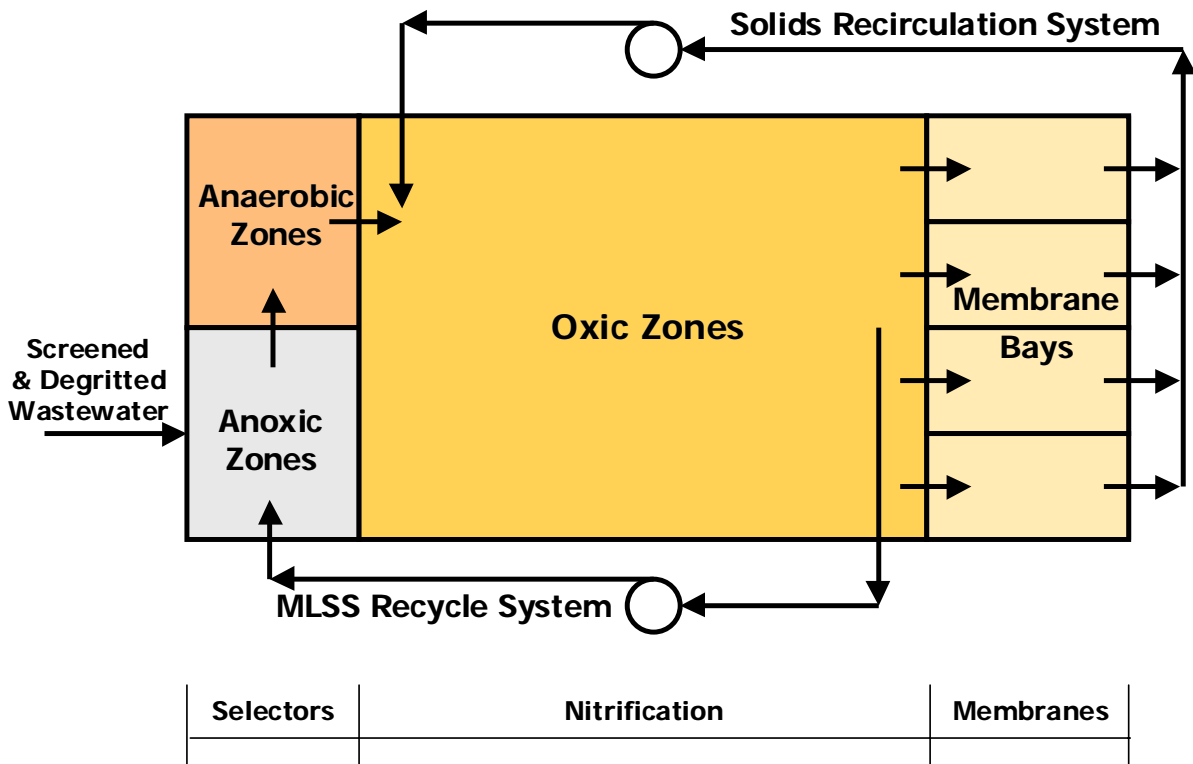 Solids Recirculation System
Anaerobic
Zones
Oxic Zones
Membrane
Bays
Screened
& Degritted
Wastewater
Anoxic
Zones
MLSS Recycle System
Selectors
Nitrification
Membranes